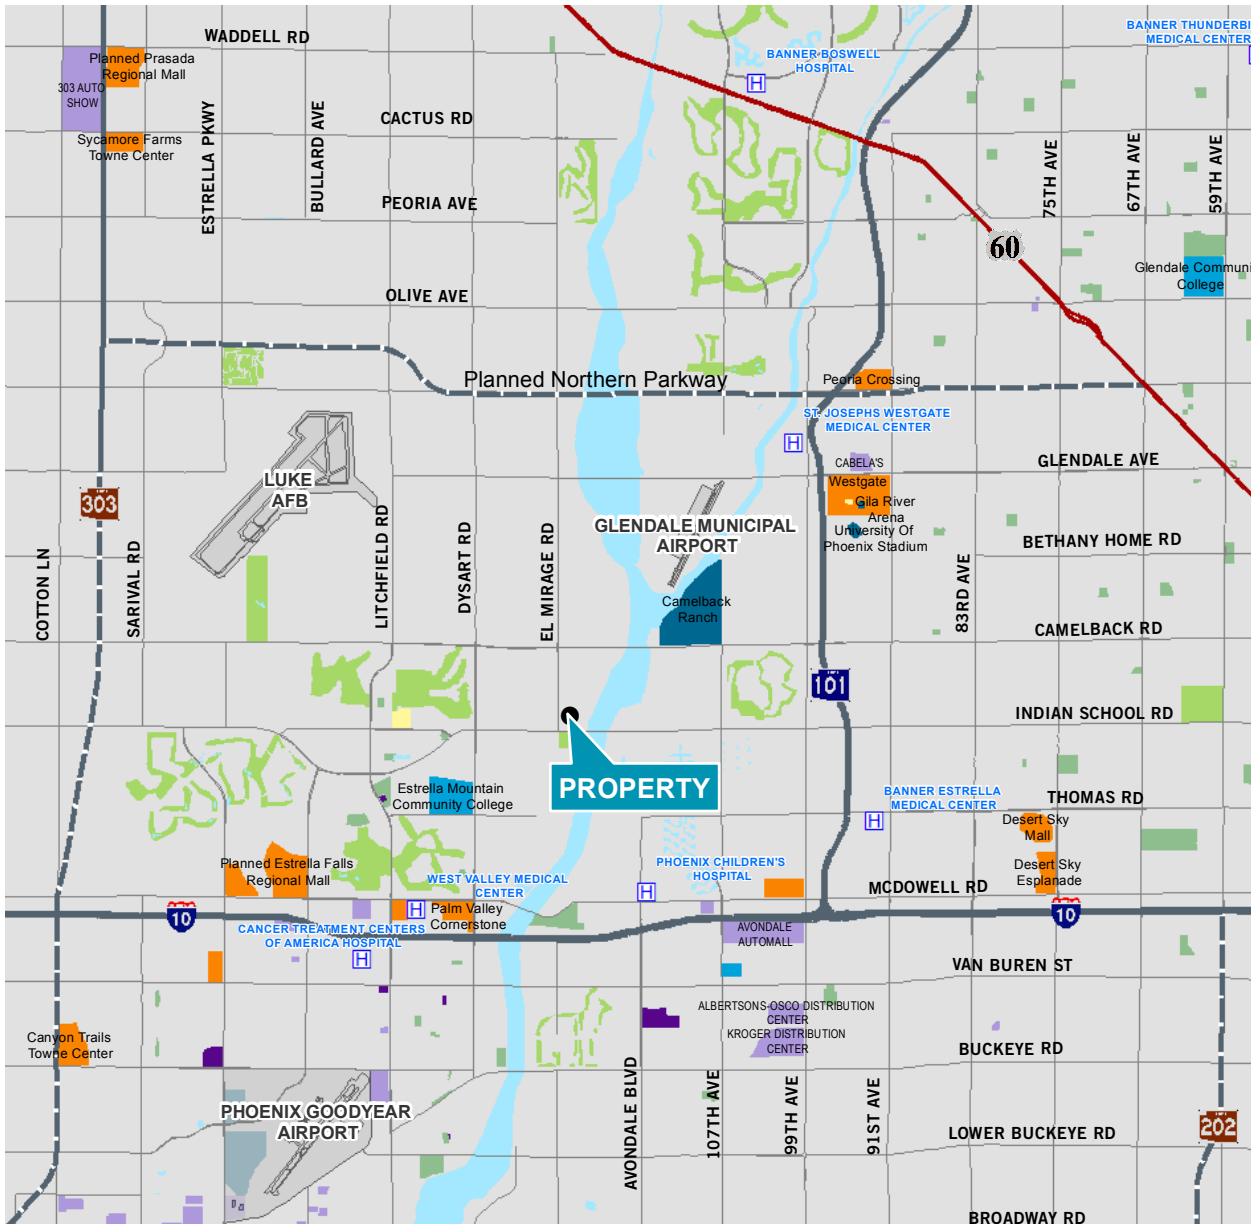 WADDELL RD
BANNER THUNDERBI
MEDICAL CENTER
Planned Prasada
Regional Mall
BANNER BOSWELL
HOSPITAL
H
303 AUTO
SHOW
ESTRELLA PKWY
BULLARD AVE
CACTUS RD
Sycamore Farms
Towne Center
75TH AVE
67TH AVE
59TH AVE
PEORIA AVE
60
Glendale Communi
College
OLIVE AVE
Planned Northern Parkway
Peoria Crossing
ST. JOSEPHS WESTGATE
MEDICAL CENTER
H
GLENDALE AVE
CABELA'S
LUKE
AFB
303
Westgate
Gila River
Arena
University Of
Phoenix Stadium
GLENDALE MUNICIPAL
AIRPORT
BETHANY HOME RD
COTTON LN
SARIVAL RD
LITCHFIELD RD
DYSART RD
EL MIRAGE RD
83RD AVE
Camelback
Ranch
CAMELBACK RD
101
INDIAN SCHOOL RD
PROPERTY
Estrella Mountain
Community College
BANNER ESTRELLA
MEDICAL CENTER
H
THOMAS RD
Desert Sky
Mall
Desert Sky
Esplanade
Planned Estrella Falls
Regional Mall
WEST VALLEY MEDICAL
CENTER
H
PHOENIX CHILDREN'S
HOSPITAL
H
MCDOWELL RD
Palm Valley
Cornerstone
10
10
CANCER TREATMENT CENTERS
OF AMERICA HOSPITAL
H
AVONDALE
AUTOMALL
VAN BUREN ST
ALBERTSONS-OSCO DISTRIBUTION
CENTER
KROGER DISTRIBUTION
CENTER
Canyon Trails
Towne Center
BUCKEYE RD
AVONDALE BLVD
107TH AVE
99TH AVE
91ST AVE
PHOENIX GOODYEAR
AIRPORT
202
LOWER BUCKEYE RD
BROADWAY RD